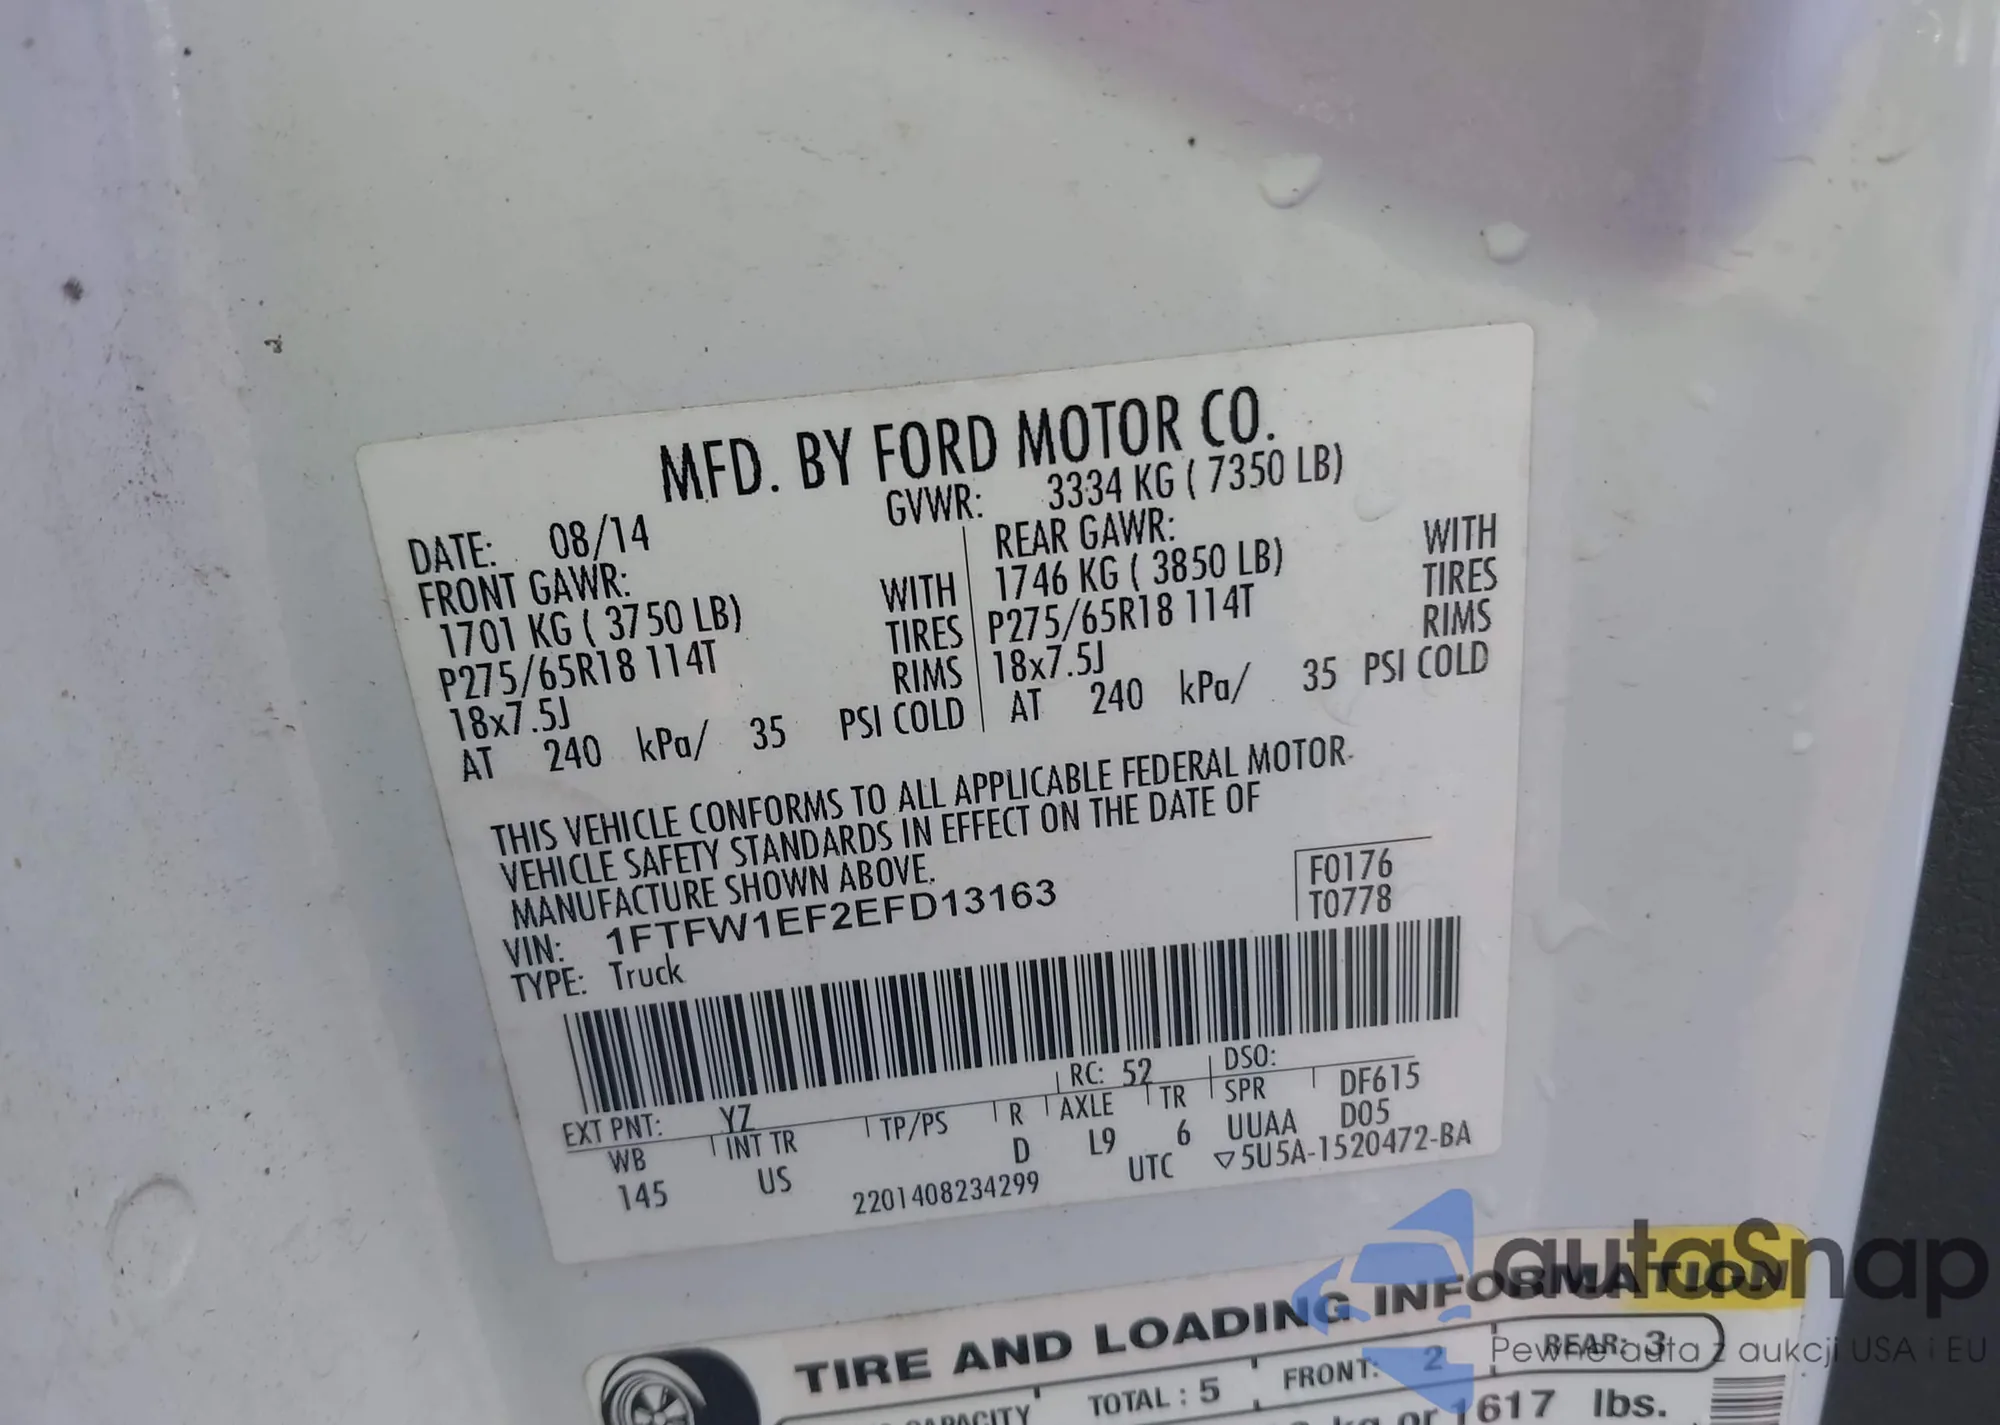 MFD. BY FORD MOTOR CO.
DATE: 08/14 GVWR: 3334 KG ( 7350 LB)
FRONT GAWR: REAR GAWR:
1701 KG ( 3750 LB) WITH 1746 KG ( 3850 LB) WITH
P275/65R18 114T TIRES P275/65R18 114T TIRES
18x7.5J RIMS 18x7.5J RIMS
AT 240 kPa/ 35 PSI COLD AT 240 kPa/ 35 PSI COLD
THIS VEHICLE CONFORMS TO ALL APPLICABLE FEDERAL MOTOR
VEHICLE SAFETY STANDARDS IN EFFECT ON THE DATE OF
MANUFACTURE SHOWN ABOVE.
VIN: 1FTFW1EF2EFD13163 F0176
TYPE: Truck T0778
EXT PNT: YZ RC: 52 DSO:
WB INT TR TP/PS R AXLE TR SPR DF615
145 US D L9 6 UUAA D05
2201408234299 UTC ▽5U5A-1520472-BA
TIRE AND LOADING INFORMATION
CAPACITY TOTAL : 5 FRONT: 2 REAR: 3
kg or 1617 lbs.
autaSnap
Pewne auta z aukcji USA i EU